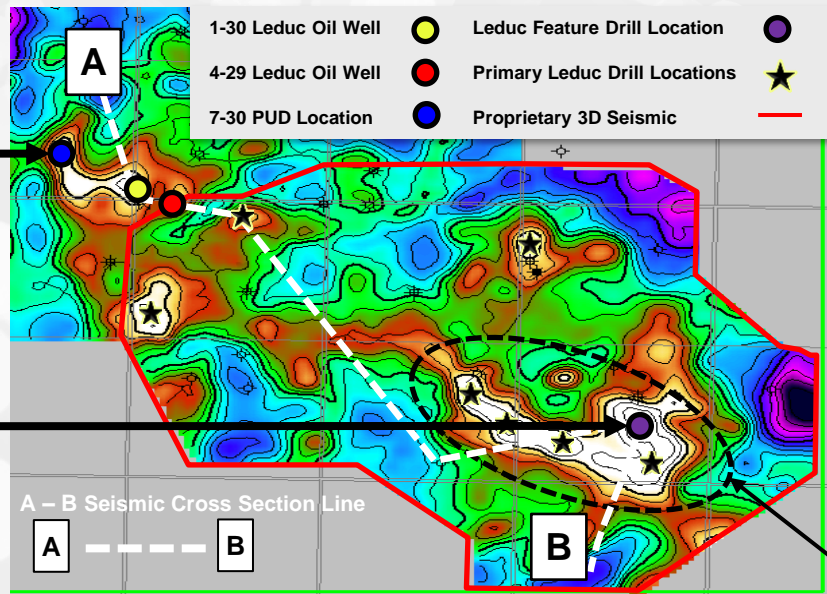 1-30 Leduc Oil Well
Leduc Feature Drill Location
4-29 Leduc Oil Well
Primary Leduc Drill Locations
7-30 PUD Location
Proprietary 3D Seismic
A
A – B Seismic Cross Section Line
A
B
B